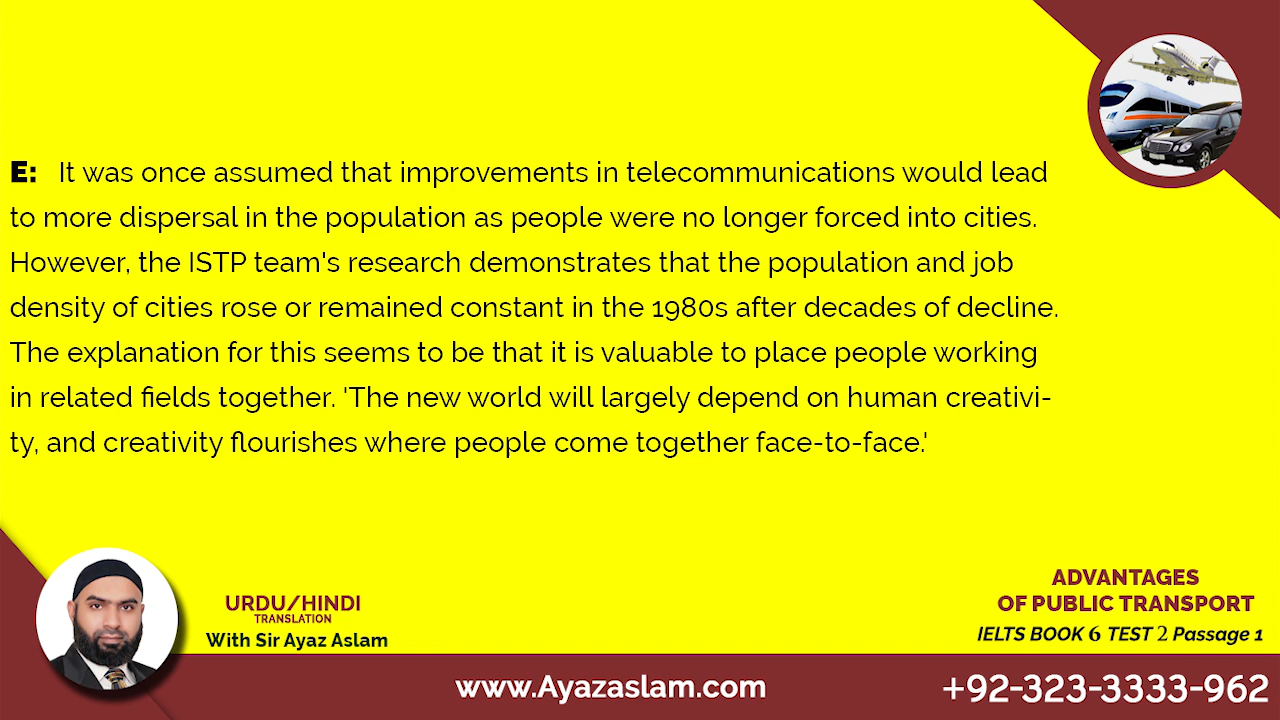 E: It was once assumed that improvements in telecommunications would lead
to more dispersal in the population as people were no longer forced into cities.
However, the ISTP team's research demonstrates that the population and job
density of cities rose or remained constant in the 1980s after decades of decline.
The explanation for this seems to be that it is valuable to place people working
in related fields together. 'The new world will largely depend on human creativi-
ty, and creativity flourishes where people come together face-to-face.'
URDU/HINDI
TRANSLATION
With Sir Ayaz Aslam
ADVANTAGES
OF PUBLIC TRANSPORT
IELTS BOOK 6 TEST 2 Passage 1
www.Ayazaslam.com
+92-323-3333-962